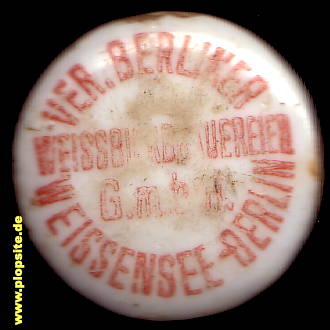 VER. BERLINER
WEISSBIERBRAUEREIEN
G.m.b.H.
WEISSENSEE-BERLIN
www.plopsite.de